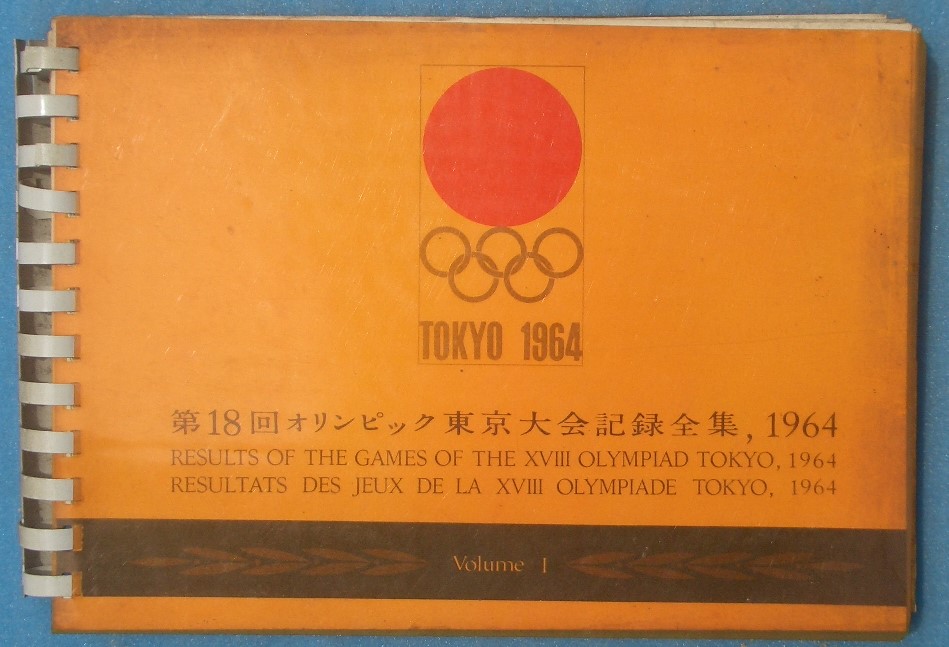 TOKYO 1964
第18回オリンピック東京大会記録全集, 1964
RESULTS OF THE GAMES OF THE XVIII OLYMPIAD TOKYO, 1964
RESULTATS DES JEUX DE LA XVIII OLYMPIADE TOKYO, 1964
Volume I